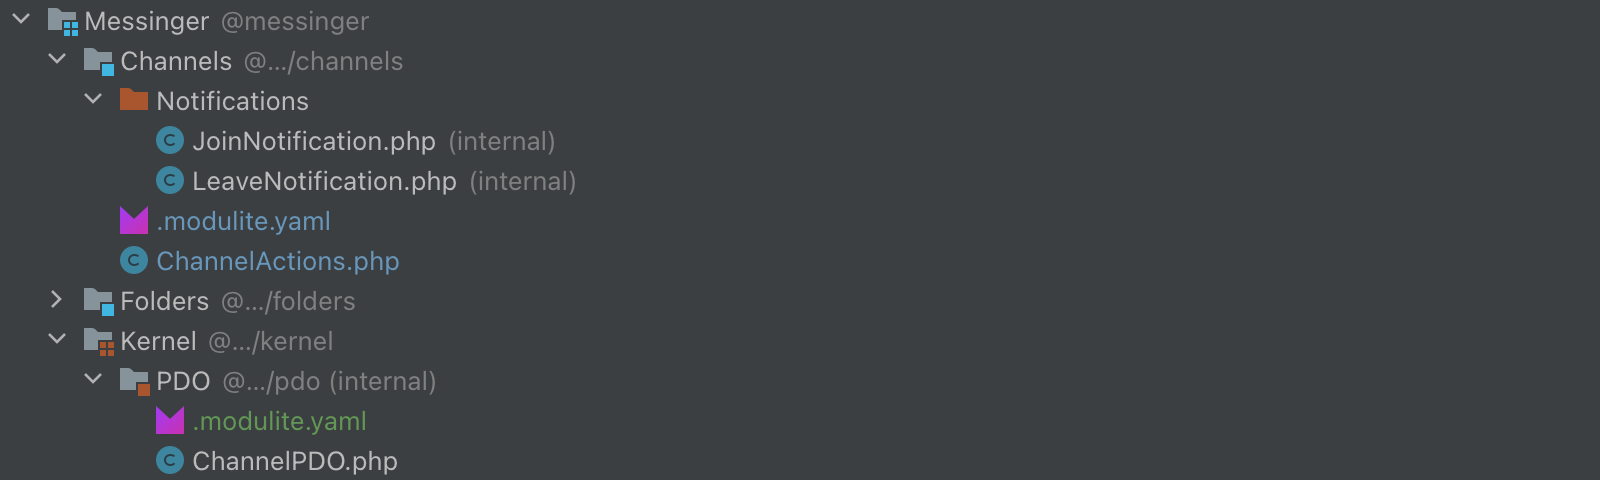 Messinger @messinger
Channels @.../channels
Notifications
C JoinNotification.php (internal)
C LeaveNotification.php (internal)
.modulite.yaml
C ChannelActions.php
Folders @.../folders
Kernel @.../kernel
PDO @.../pdo (internal)
.modulite.yaml
C ChannelPDO.php